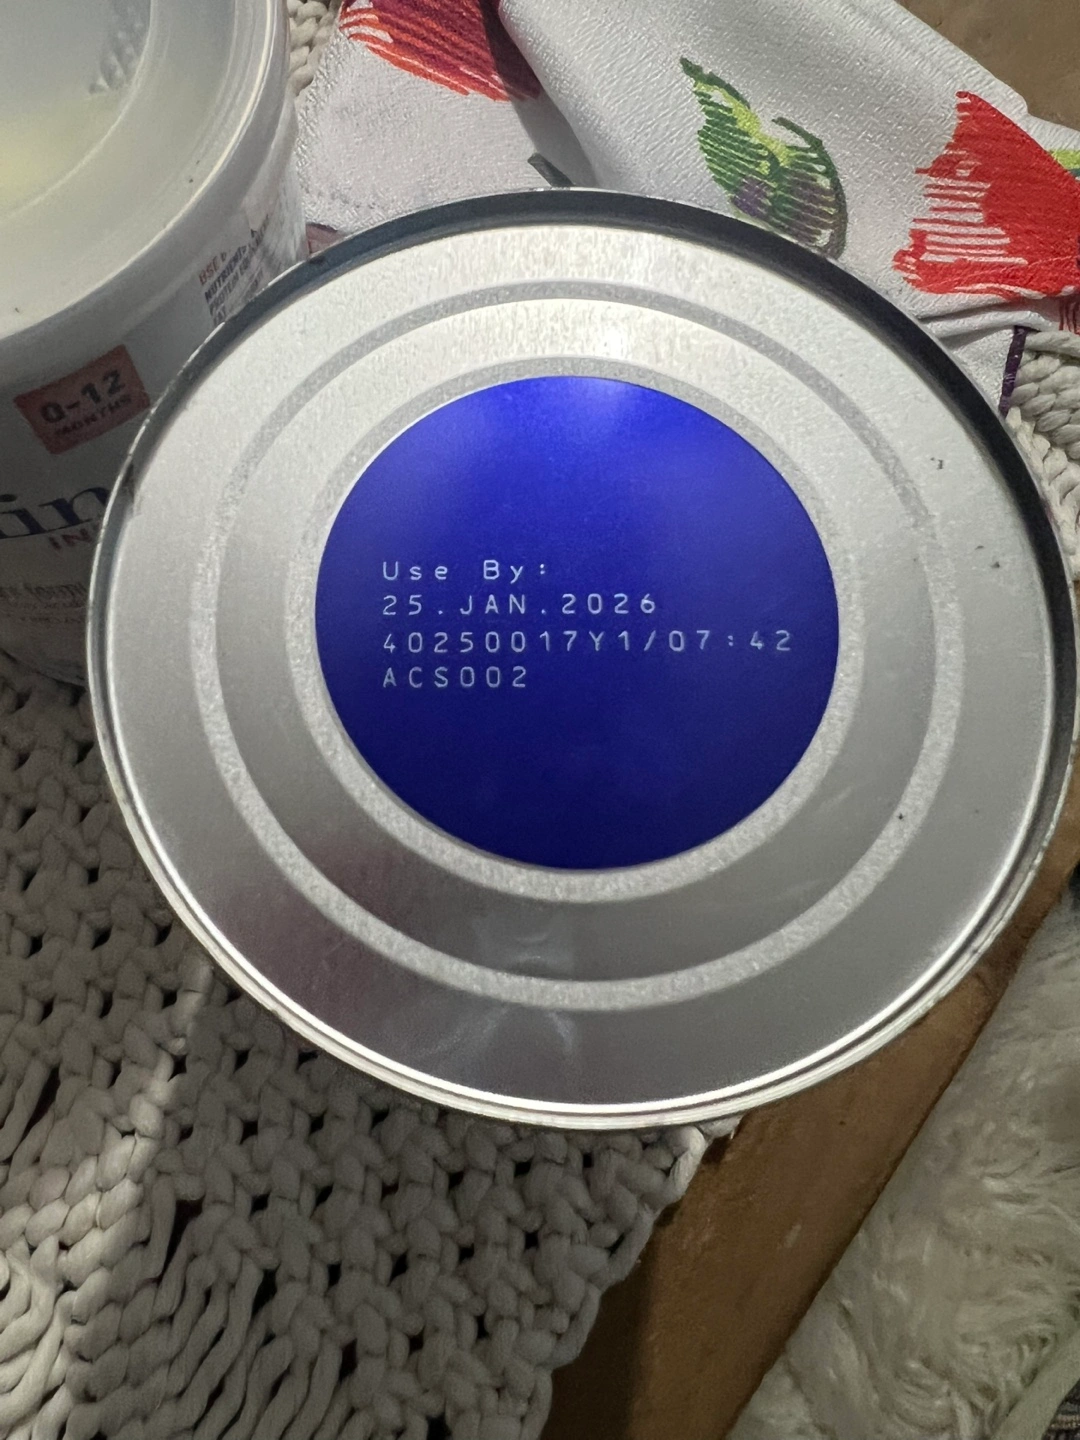 Use By:
25.JAN.2026
40250017Y1/07:42
ACS002
0-12
MONTHS